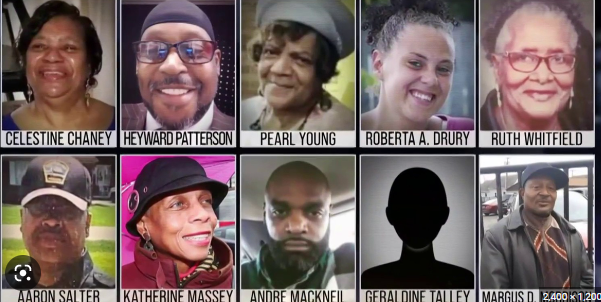 CELESTINE CHANEY HEYWARD PATTERSON PEARL YOUNG ROBERTA A. DRURY RUTH WHITFIELD
AARON SALTER KATHERINE MASSEY ANDRE MACKNEIL GERALDINE TALLEY MARGUS D.
2,400 × 1,200